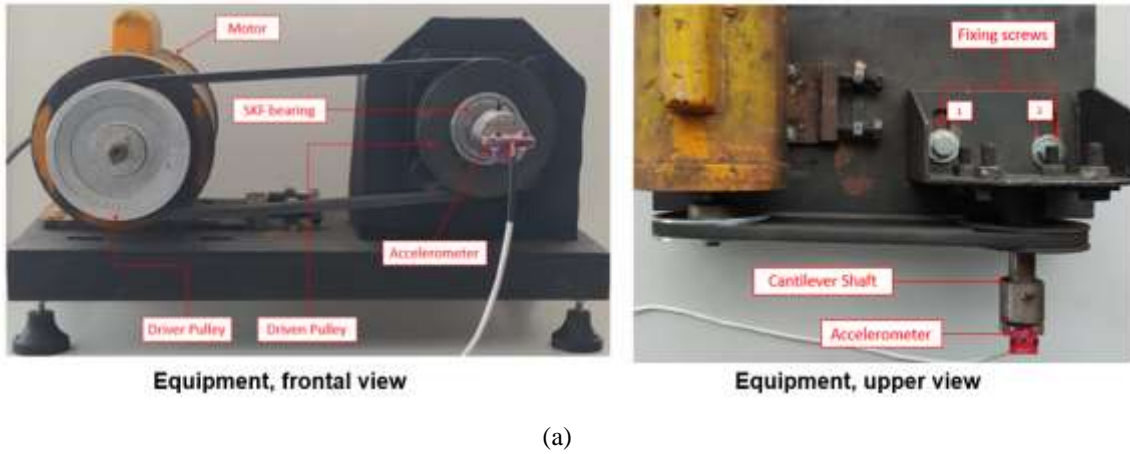 Motor
SKF-bearing
Accelerometer
Driver Pulley
Driven Pulley
Equipment, frontal view
Fixing screws
1
2
Cantilever Shaft
Accelerometer
Equipment, upper view
(a)